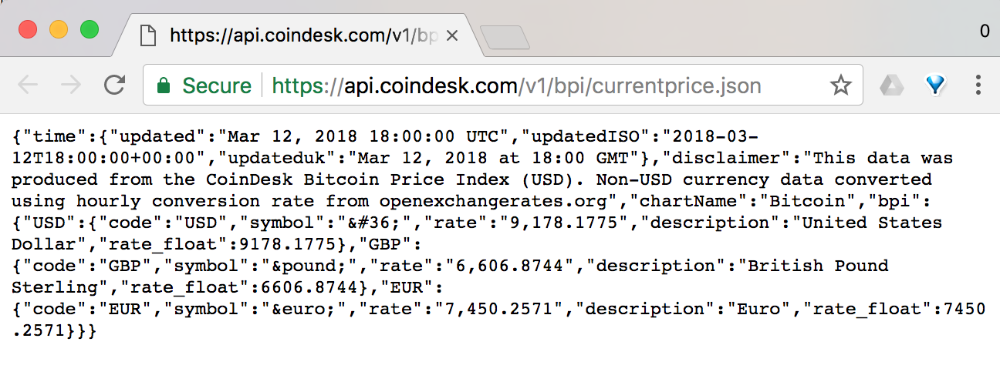 https://api.coindesk.com/v1/bp
0
Secure
https://api.coindesk.com/v1/bpi/currentprice.json
{"time":{"updated":"Mar 12, 2018 18:00:00 UTC","updatedISO":"2018-03-
12T18:00:00+00:00","updateduk":"Mar 12, 2018 at 18:00 GMT"},"disclaimer":"This data was
produced from the CoinDesk Bitcoin Price Index (USD). Non-USD currency data converted
using hourly conversion rate from openexchangerates.org","chartName":"Bitcoin","bpi":
{"USD":{"code":"USD","symbol":"&#36;","rate":"9,178.1775","description":"United States
Dollar","rate_float":9178.1775},"GBP":
{"code":"GBP","symbol":"&pound;","rate":"6,606.8744","description":"British Pound
Sterling","rate_float":6606.8744},"EUR":
{"code":"EUR","symbol":"&euro;","rate":"7,450.2571","description":"Euro","rate_float":7450
.2571}}}